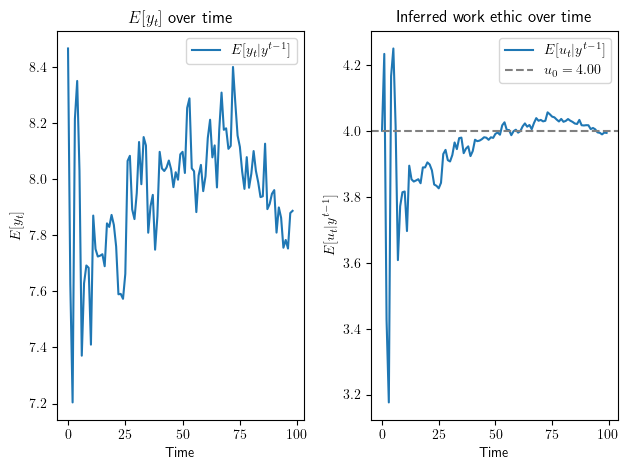 E[y_t] over time
E[y_t|y^{t−1}]
8.4
8.2
8.0
7.8
7.6
7.4
7.2
E[y_t]
0
25
50
75
100
Time
Inferred work ethic over time
E[u_t|y^{t−1}]
u_0 = 4.00
4.2
4.0
3.8
3.6
3.4
3.2
E[u_t|y^{t−1}]
0
25
50
75
100
Time